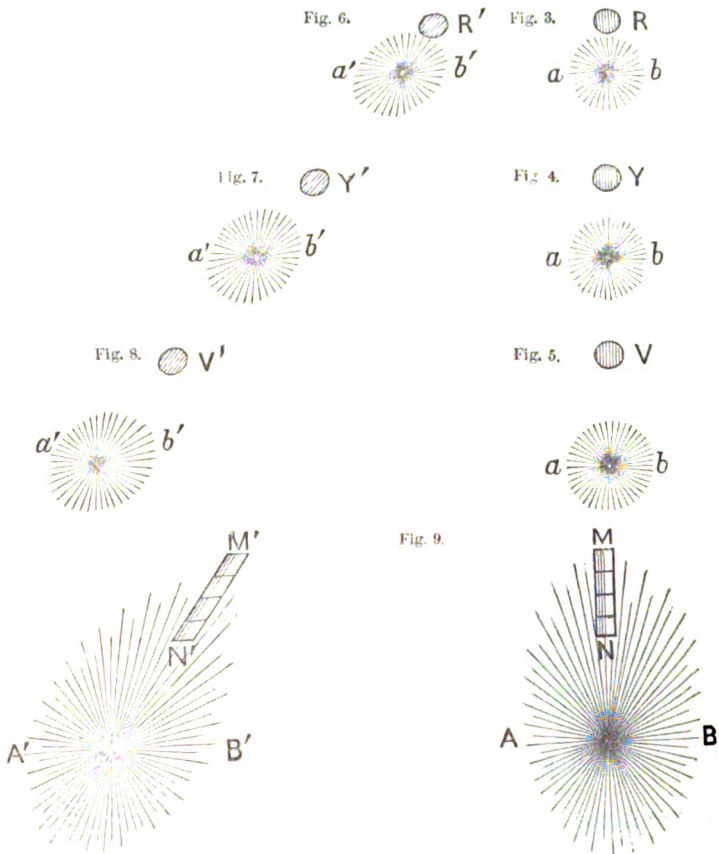 Fig. 6. R′ Fig. 3. R
a′ b′ a b
Fig. 7. Y′ Fig. 4. Y
a′ b′ a b
Fig. 8. V′ Fig. 5. V
a′ b′ a b
M′ Fig. 9. M
N′ N
A′ B′ A B